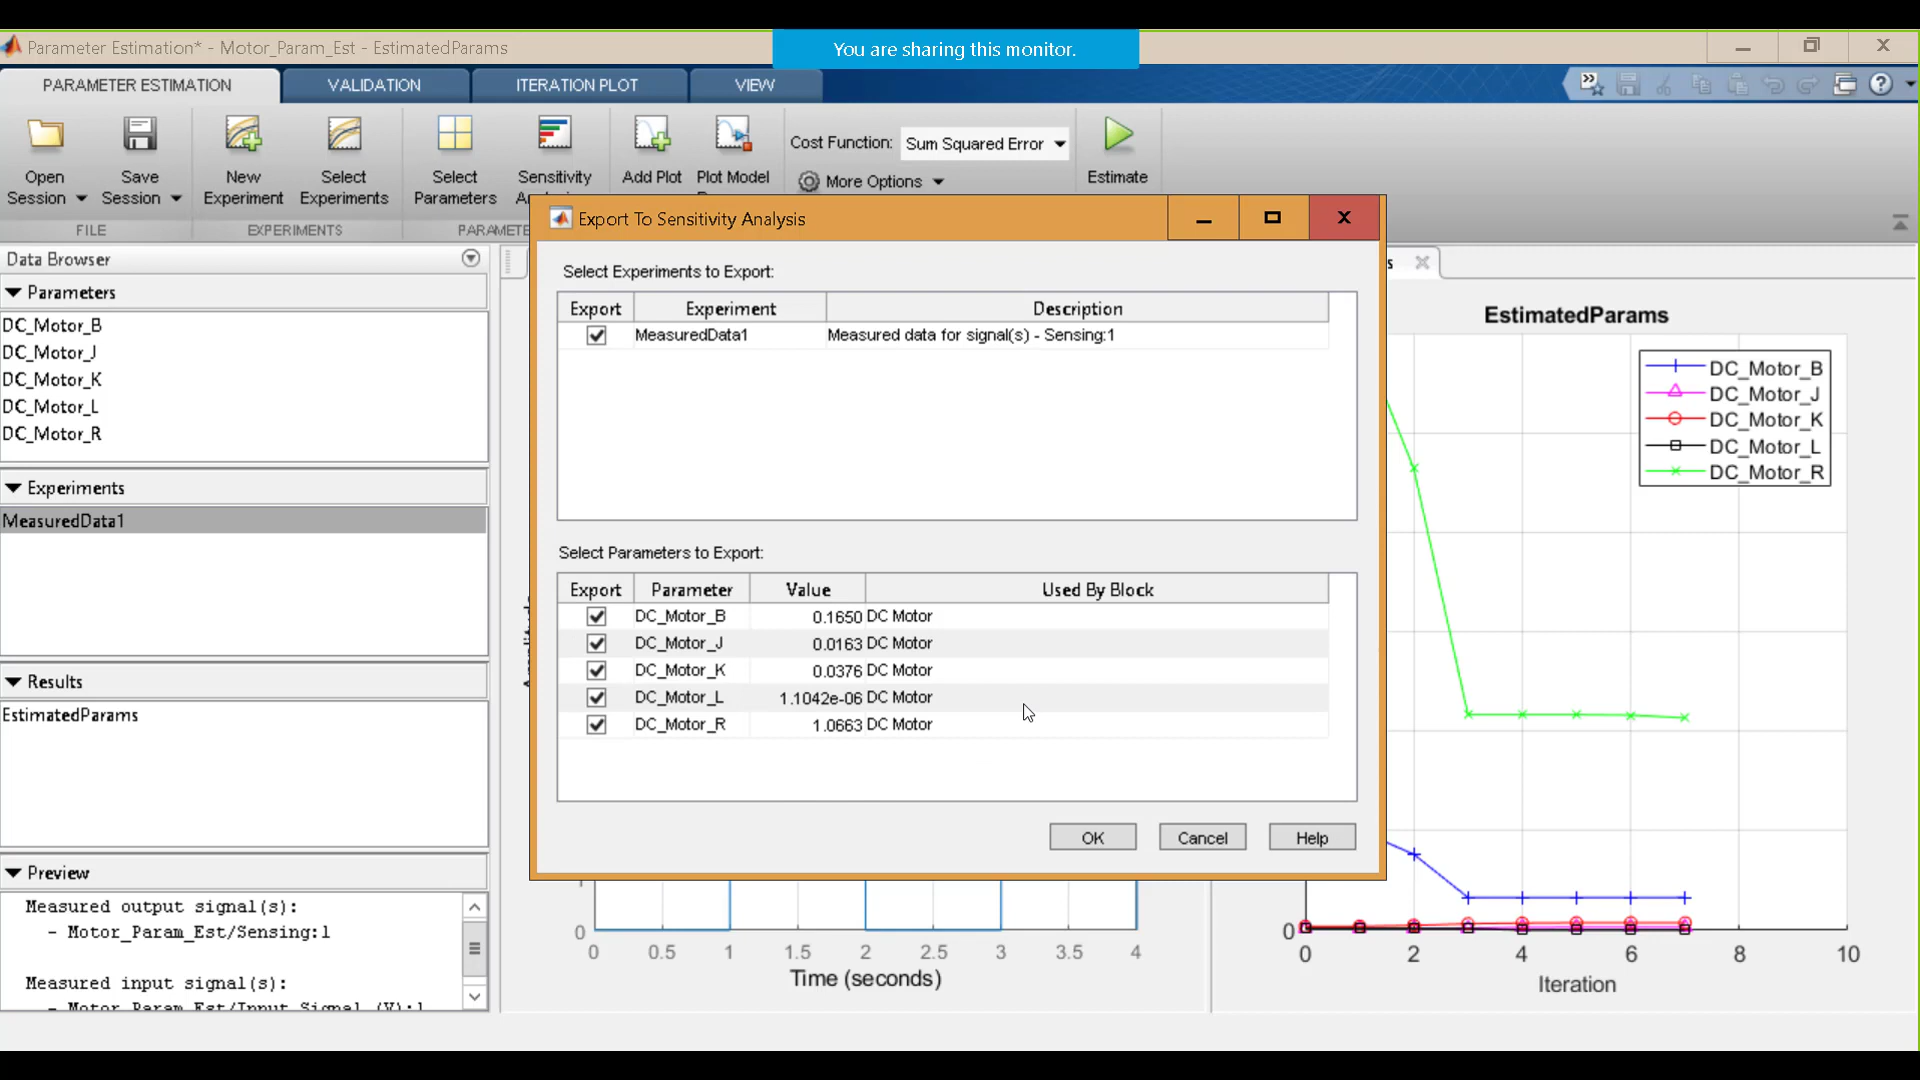 You are sharing this monitor.
Parameter Estimation* - Motor_Param_Est - EstimatedParams
PARAMETER ESTIMATION VALIDATION ITERATION PLOT VIEW
Open Session
Save Session
New Experiment
Select Experiments
Select Parameters
Sensitivity
Add Plot
Plot Model
Cost Function: Sum Squared Error
More Options
Estimate
FILE EXPERIMENTS
Data Browser
Parameters
DC_Motor_B
DC_Motor_J
DC_Motor_K
DC_Motor_L
DC_Motor_R
Experiments
MeasuredData1
Results
EstimatedParams
Preview
Measured output signal(s):
- Motor_Param_Est/Sensing:1
Measured input signal(s):
- Motor_Param_Est/Input Signal (V):1
Export To Sensitivity Analysis
Select Experiments to Export:
Export Experiment Description
MeasuredData1 Measured data for signal(s) - Sensing:1
Select Parameters to Export:
Export Parameter Value Used By Block
DC_Motor_B 0.1650 DC Motor
DC_Motor_J 0.0163 DC Motor
DC_Motor_K 0.0376 DC Motor
DC_Motor_L 1.1042e-06 DC Motor
DC_Motor_R 1.0663 DC Motor
OK Cancel Help
0
0 0.5 1 1.5 2 2.5 3 3.5 4
Time (seconds)
EstimatedParams
DC_Motor_B
DC_Motor_J
DC_Motor_K
DC_Motor_L
DC_Motor_R
0
0 2 4 6 8 10
Iteration